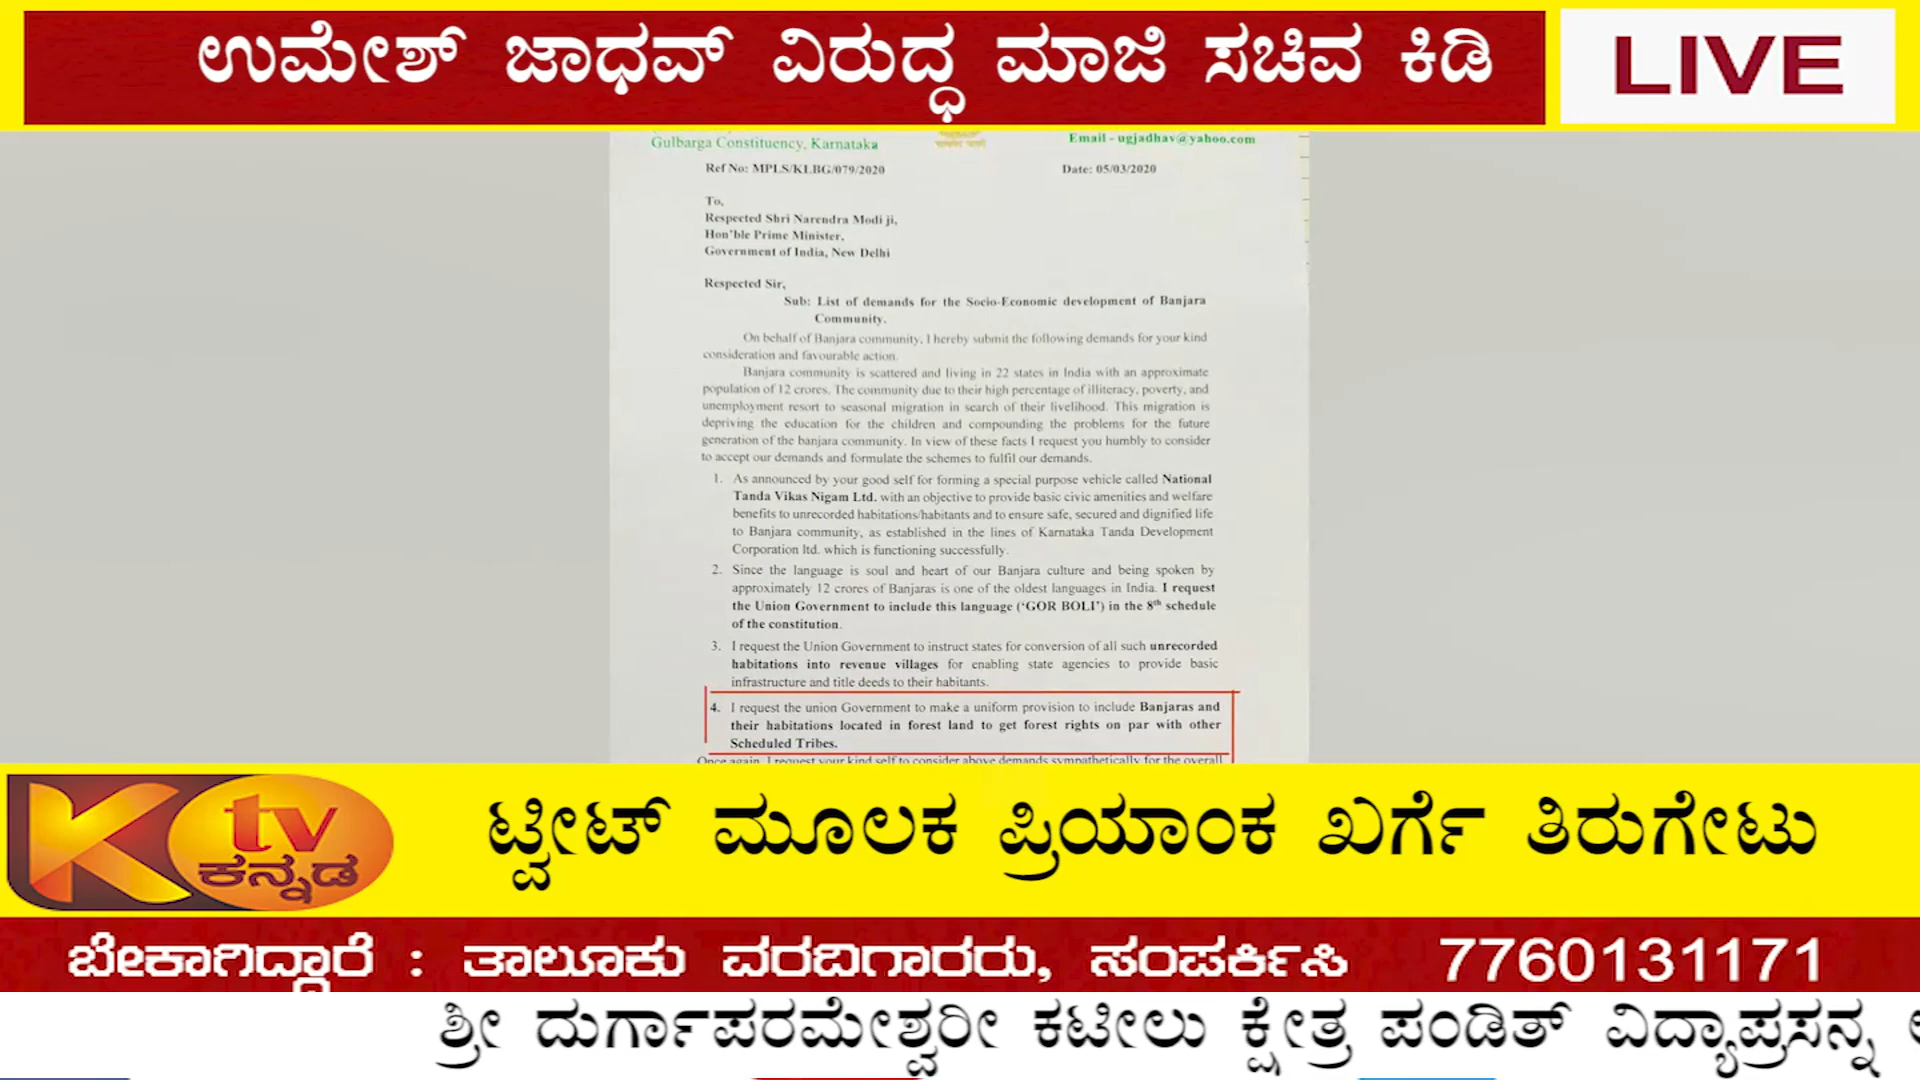 ಉಮೇಶ್ ಜಾಧವ್ ವಿರುದ್ಧ ಮಾಜಿ ಸಚಿವ ಕಿಡಿ
LIVE
Gulbarga Constituency, Karnataka
Email - ugjadhav@yahoo.com
Ref No: MPLS/KLBG/079/2020
Date: 05/03/2020
To,
Respected Shri Narendra Modi ji,
Hon'ble Prime Minister,
Government of India, New Delhi
Respected Sir,
Sub: List of demands for the Socio-Economic development of Banjara
Community.
On behalf of Banjara community, I hereby submit the following demands for your kind
consideration and favourable action.
Banjara community is scattered and living in 22 states in India with an approximate
population of 12 crores. The community due to their high percentage of illiteracy, poverty, and
unemployment resort to seasonal migration in search of their livelihood. This migration is
depriving the education for the children and compounding the problems for the future
generation of the banjara community. In view of these facts I request you humbly to consider
to accept our demands and formulate the schemes to fulfil our demands.
1. As announced by your good self for forming a special purpose vehicle called National
Tanda Vikas Nigam Ltd. with an objective to provide basic civic amenities and welfare
benefits to unrecorded habitations/habitants and to ensure safe, secured and dignified life
to Banjara community, as established in the lines of Karnataka Tanda Development
Corporation ltd. which is functioning successfully.
2. Since the language is soul and heart of our Banjara culture and being spoken by
approximately 12 crores of Banjaras is one of the oldest languages in India. I request
the Union Government to include this language ('GOR BOLI') in the 8th schedule
of the constitution.
3. I request the Union Government to instruct states for conversion of all such unrecorded
habitations into revenue villages for enabling state agencies to provide basic
infrastructure and title deeds to their habitants.
4. I request the union Government to make a uniform provision to include Banjaras and
their habitations located in forest land to get forest rights on par with other
Scheduled Tribes.
Once again, I request your kind self to consider above demands sympathetically for the overall
K tv ಕನ್ನಡ
ಟ್ವೀಟ್ ಮೂಲಕ ಪ್ರಿಯಾಂಕ ಖರ್ಗೆ ತಿರುಗೇಟು
ಬೇಕಾಗಿದ್ದಾರೆ : ತಾಲೂಕು ವರದಿಗಾರರು, ಸಂಪರ್ಕಿಸಿ 7760131171
ಶ್ರೀ ದುರ್ಗಾಪರಮೇಶ್ವರೀ ಕಟೀಲು ಕ್ಷೇತ್ರ ಪಂಡಿತ್ ವಿದ್ಯಾಪ್ರಸನ್ನ